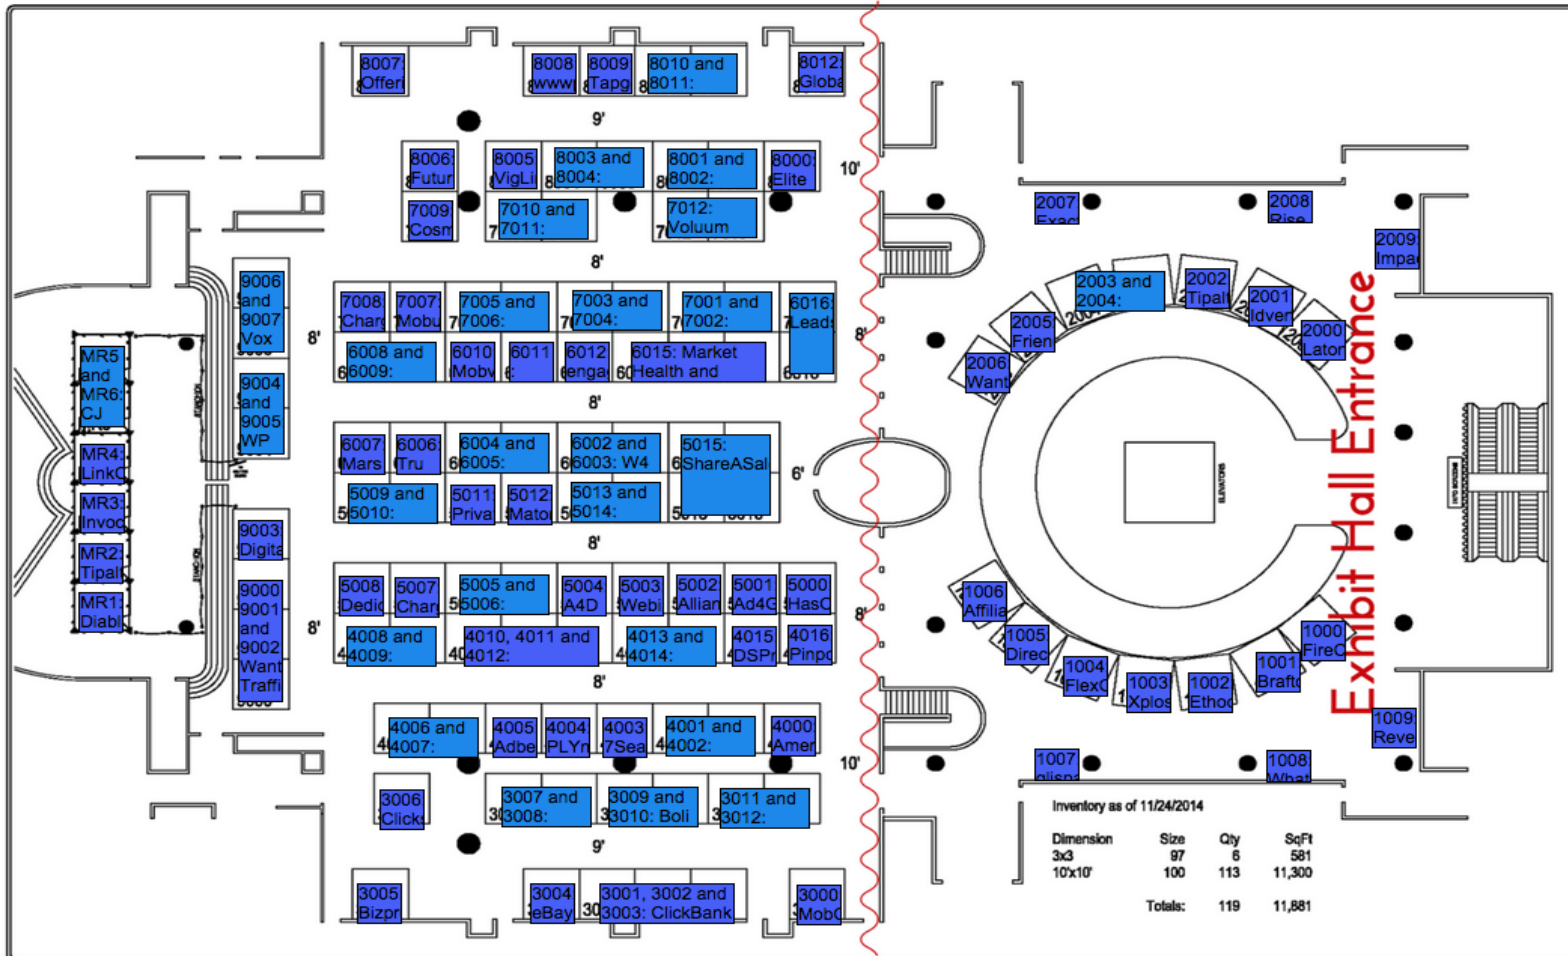 8007:
Offeri
8008
www
8009
Tapg
8010 and
8011:
8012:
Globa
9'
8006:
Futur
8005
VigLi
8003 and
8004:
8001 and
8002:
8000:
Elite
10'
7009:
Cosm
7010 and
7011:
7012:
Voluum
8'
2007
Exac
2008
Rise
2009:
Impa
9006
and
9007
Vox
8'
7008:
Charg
7007:
Mobu
7005 and
7006:
7003 and
7004:
7001 and
7002:
6016:
Leads
8'
6008 and
6009:
6010
Mobv
6011
:
6012
enga
6015: Market
Health and
8'
2003 and
2004:
2002
Tipalt
2001
Idver
2000
Laton
2005
Frien
2006
Want
MR5
and
MR6:
CJ
MR4:
LinkC
MR3:
Invoc
MR2:
Tipalt
MR1:
Diabl
9004
and
9005
WP
6007:
Mars
6006:
Tru
6004 and
6005:
6002 and
6003: W4
5015:
ShareASal
6'
5009 and
5010:
5011:
Priva
5012:
Mato
5013 and
5014:
8'
ELEVATORS
Exhibit Hall Entrance
9003
Digita
9000
9001
and
9002
Want
Traffi
8'
5008
Dedic
5007
Char
5005 and
5006:
5004
A4D
5003
Webi
5002
Allian
5001
Ad4G
5000
HasO
8'
4008 and
4009:
4010, 4011 and
4012:
4013 and
4014:
4015
DSPr
4016
Pinpo
8'
1006
Affilia
1005:
Direc
1004
FlexO
1003
Xplos
1002
Ethoc
1001
Brafto
1000
FireC
4006 and
4007:
4005
Adbe
4004:
PLYm
4003
7Sea
4001 and
4002:
4000:
Amer
10'
1007
1008
What
1009:
Reve
3006
Clicks
3007 and
3008:
3009 and
3010: Boli
3011 and
3012:
9'
3005
Bizpr
3004
eBay
3001, 3002 and
3003: ClickBank
3000
MobO
Inventory as of 11/24/2014
Dimension Size Qty SqFt
3x3 97 6 581
10'x10' 100 113 11,300
Totals: 119 11,881